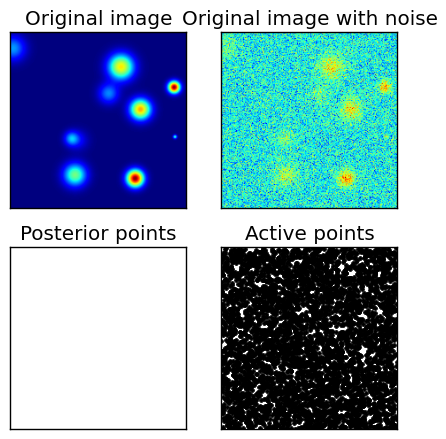 Original image
Original image with noise
Posterior points
Active points